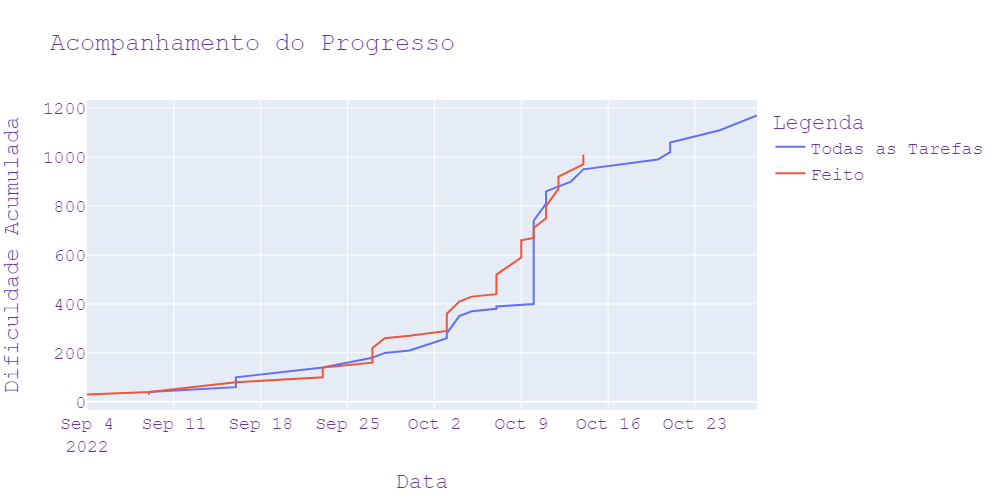 Acompanhamento do Progresso
Dificuldade Acumulada
1200
1000
800
600
400
200
0
Sep 4 Sep 11 Sep 18 Sep 25 Oct 2 Oct 9 Oct 16 Oct 23
2022
Data
Legenda
Todas as Tarefas
Feito